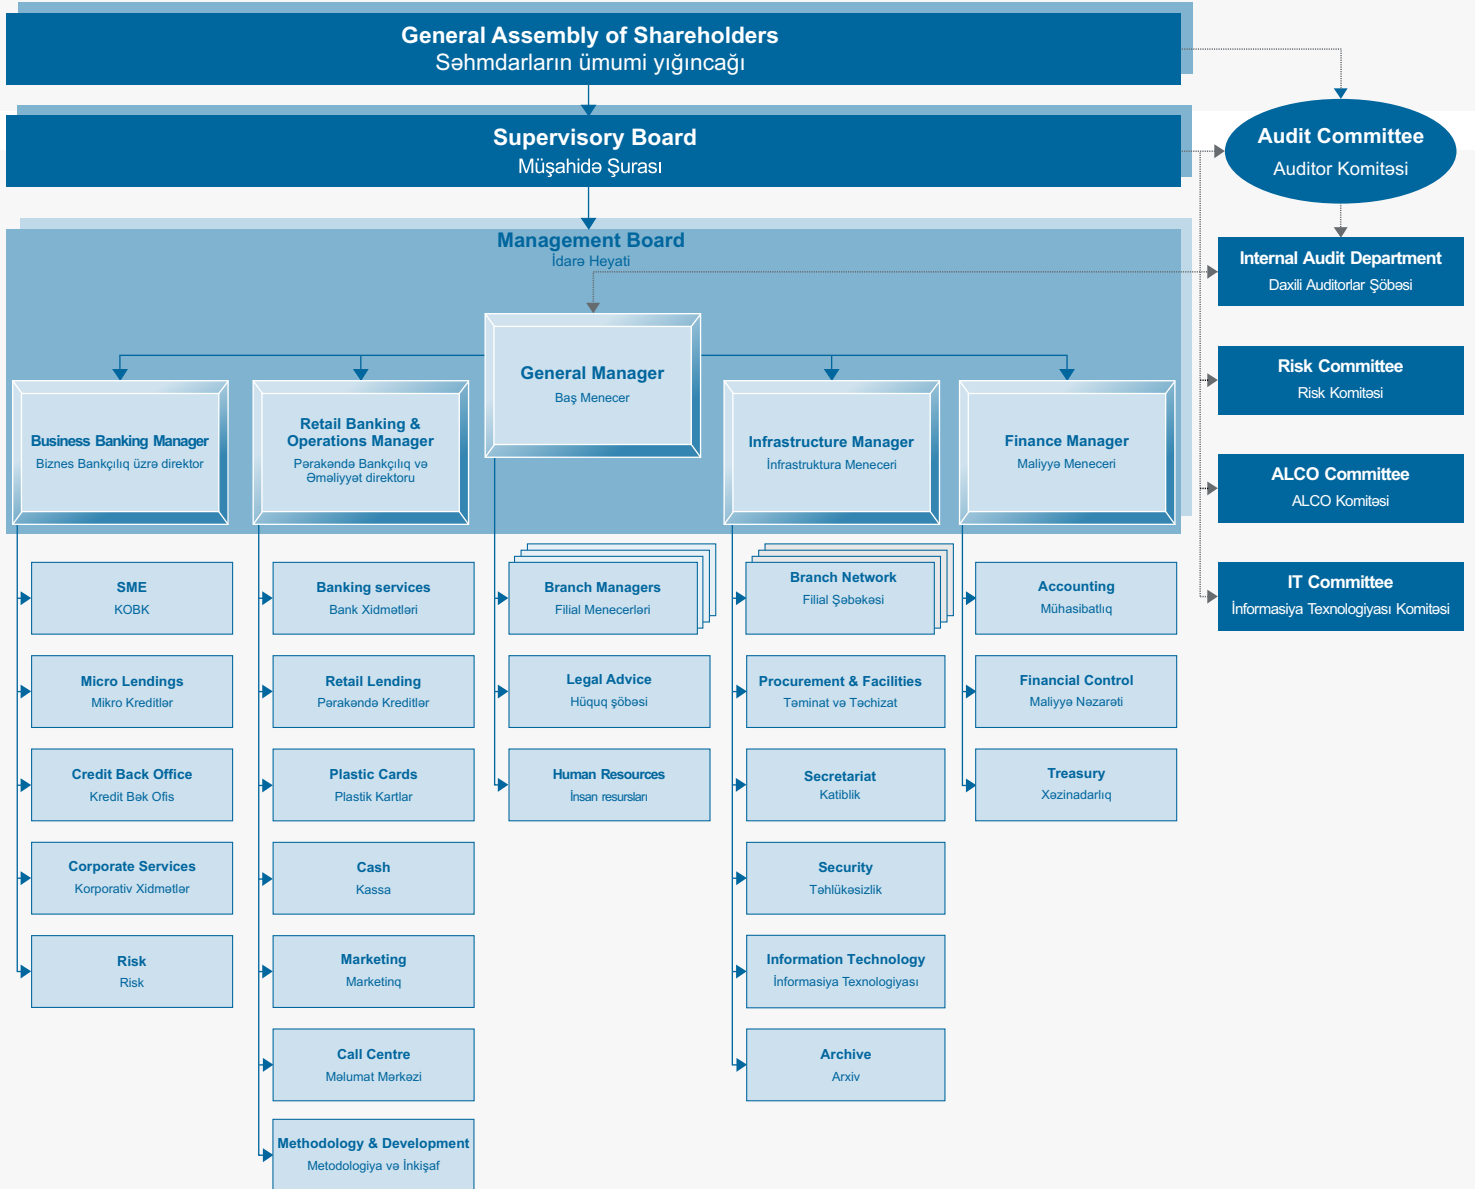 General Assembly of Shareholders
Səhmdarların ümumi yığıncağı
Supervisory Board
Müşahidə Şurası
Audit Committee
Auditor Komitəsi
Management Board
İdarə Heyati
Internal Audit Department
Daxili Auditorlar Şöbəsi
General Manager
Baş Menecer
Risk Committee
Risk Komitəsi
Business Banking Manager
Biznes Bankçılıq üzrə direktor
Retail Banking &
Operations Manager
Pərakəndə Bankçılıq və
Əməliyyət direktoru
Infrastructure Manager
İnfrastruktura Meneceri
Finance Manager
Maliyyə Meneceri
ALCO Committee
ALCO Komitəsi
IT Committee
İnformasiya Texnologiyası Komitəsi
SME
KOBK
Micro Lendings
Mikro Kreditlər
Credit Back Office
Kredit Bək Ofis
Corporate Services
Korporativ Xidmətlər
Risk
Risk
Banking services
Bank Xidmətləri
Retail Lending
Pərakəndə Kreditlər
Plastic Cards
Plastik Kartlar
Cash
Kassa
Marketing
Marketinq
Call Centre
Məlumat Mərkəzi
Methodology & Development
Metodologiya və İnkişaf
Branch Managers
Filial Menecerləri
Legal Advice
Hüquq şöbəsi
Human Resources
İnsan resursları
Branch Network
Filial Şəbəkəsi
Procurement & Facilities
Təminat və Təchizat
Secretariat
Katiblik
Security
Təhlükəsizlik
Information Technology
İnformasiya Texnologiyası
Archive
Arxiv
Accounting
Mühasibatlıq
Financial Control
Maliyyə Nəzarəti
Treasury
Xəzinadarlıq